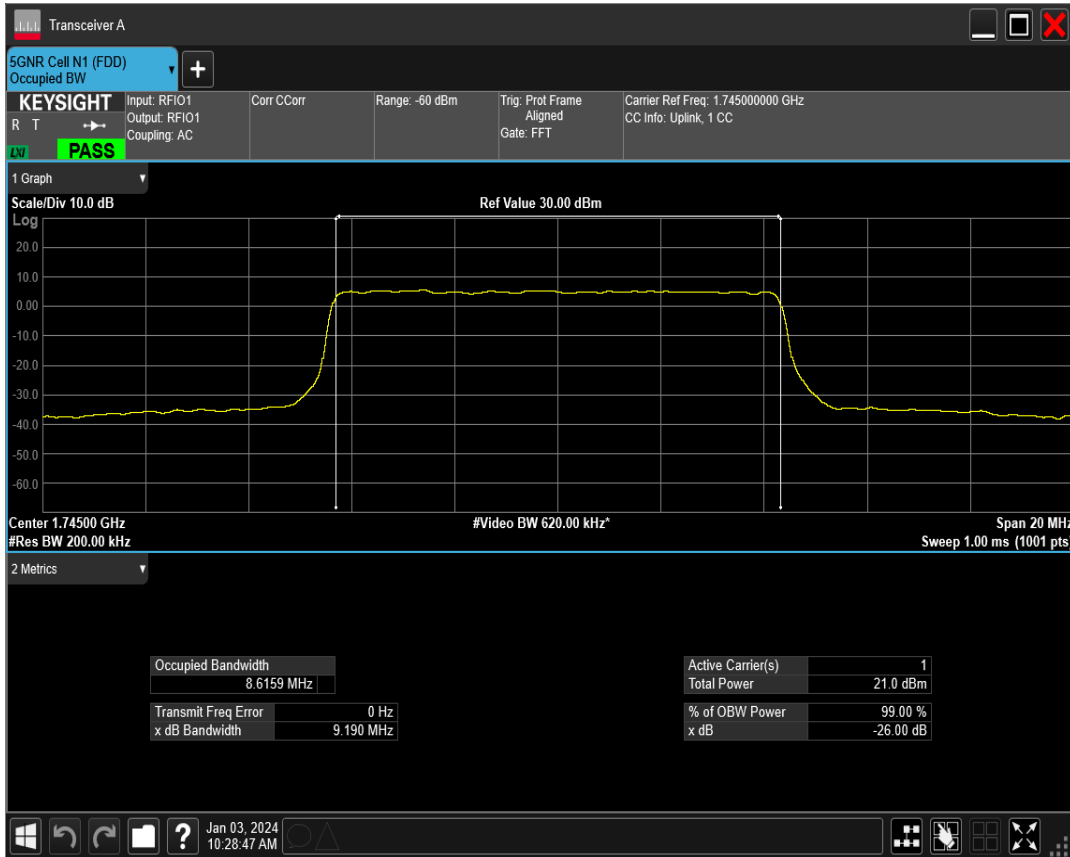 Transceiver A
5GNR Cell N1 (FDD)
Occupied BW
+
KEYSIGHT
R T
LXI
PASS
Input: RFIO1
Output: RFIO1
Coupling: AC
Corr CCorr
Range: -60 dBm
Trig: Prot Frame
Aligned
Gate: FFT
Carrier Ref Freq: 1.745000000 GHz
CC Info: Uplink, 1 CC
1 Graph
Scale/Div 10.0 dB
Ref Value 30.00 dBm
Log
20.0
10.0
0.00
-10.0
-20.0
-30.0
-40.0
-50.0
-60.0
Center 1.74500 GHz
#Video BW 620.00 kHz*
Span 20 MHz
#Res BW 200.00 kHz
Sweep 1.00 ms (1001 pts)
2 Metrics
Occupied Bandwidth
8.6159 MHz
Transmit Freq Error 0 Hz
x dB Bandwidth 9.190 MHz
Active Carrier(s) 1
Total Power 21.0 dBm
% of OBW Power 99.00 %
x dB -26.00 dB
?
Jan 03, 2024
10:28:47 AM